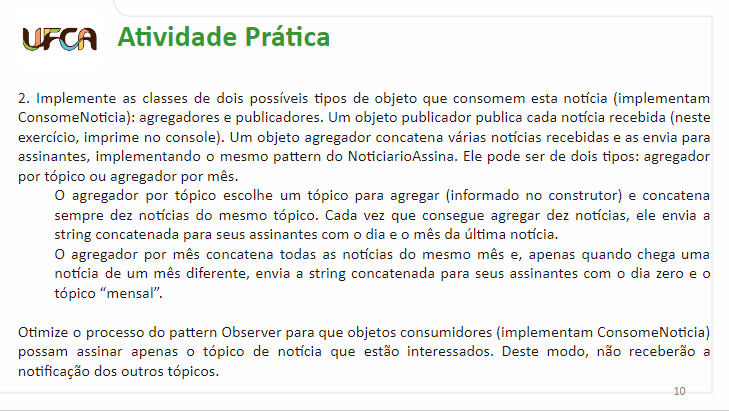 UFCA
Atividade Prática
2. Implemente as classes de dois possíveis tipos de objeto que consomem esta notícia (implementam
ConsomeNoticia): agregadores e publicadores. Um objeto publicador publica cada notícia recebida (neste
exercício, imprime no console). Um objeto agregador concatena várias notícias recebidas e as envia para
assinantes, implementando o mesmo pattern do NoticiarioAssina. Ele pode ser de dois tipos: agregador
por tópico ou agregador por mês.
O agregador por tópico escolhe um tópico para agregar (informado no construtor) e concatena
sempre dez notícias do mesmo tópico. Cada vez que consegue agregar dez notícias, ele envia a
string concatenada para seus assinantes com o dia e o mês da última notícia.
O agregador por mês concatena todas as notícias do mesmo mês e, apenas quando chega uma
notícia de um mês diferente, envia a string concatenada para seus assinantes com o dia zero e o
tópico “mensal”.
Otimize o processo do pattern Observer para que objetos consumidores (implementam ConsomeNoticia)
possam assinar apenas o tópico de notícia que estão interessados. Deste modo, não receberão a
notificação dos outros tópicos.
10